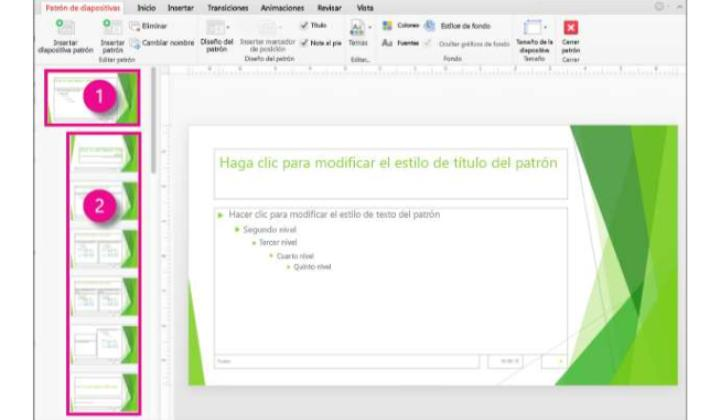 Patrón de diapositivas Inicio Insertar Transiciones Animaciones Revisar Vista
Insertar diapositiva patrón
Insertar patrón
Eliminar
Cambiar nombre
Editar patrón
Diseño del patrón
Insertar marcador de posición
Título
Nota al pie
Diseño del patrón
Temas
Editar...
Colores
Fuentes
Estilos de fondo
Ocultar gráficos de fondo
Fondo
Tamaño de la diapositiva
Tamaño
Cerrar patrón
Cerrar
1
2
Haga clic para modificar el estilo de título del patrón
Hacer clic para modificar el estilo de texto del patrón
Segundo nivel
Tercer nivel
Cuarto nivel
Quinto nivel